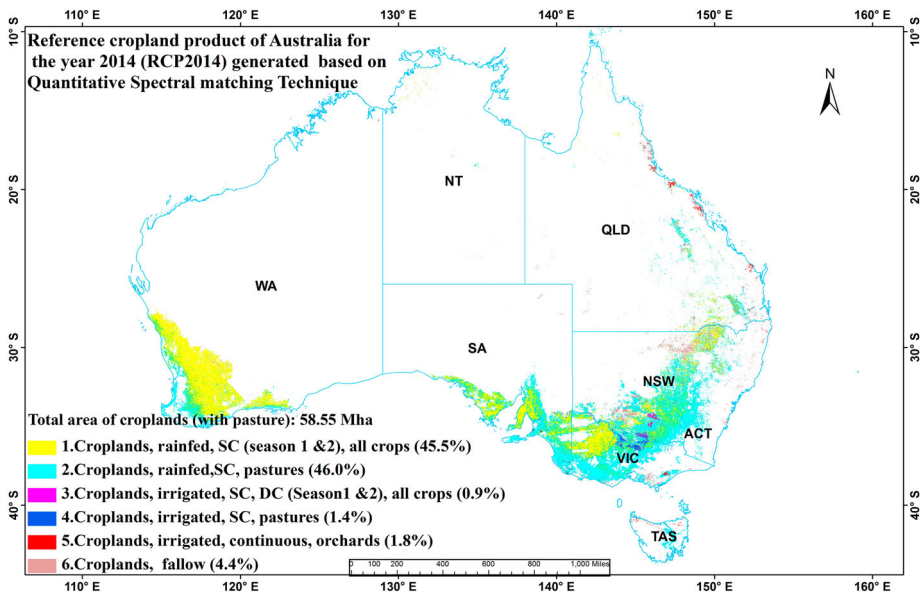 110° E 120° E 130° E 140° E 150° E 160° E
10° S
20° S
30° S
40° S
10° S
20° S
30° S
40° S
Reference cropland product of Australia for
the year 2014 (RCP2014) generated based on
Quantitative Spectral matching Technique
N
NT
QLD
WA
SA
NSW
ACT
VIC
TAS
Total area of croplands (with pasture): 58.55 Mha
1.Croplands, rainfed, SC (season 1 &2), all crops (45.5%)
2.Croplands, rainfed,SC, pastures (46.0%)
3.Croplands, irrigated, SC, DC (Season1 &2), all crops (0.9%)
4.Croplands, irrigated, SC, pastures (1.4%)
5.Croplands, irrigated, continuous, orchards (1.8%)
6.Croplands, fallow (4.4%)
0 100 200 400 600 800 1,000 Miles
110° E 120° E 130° E 140° E 150° E 160° E